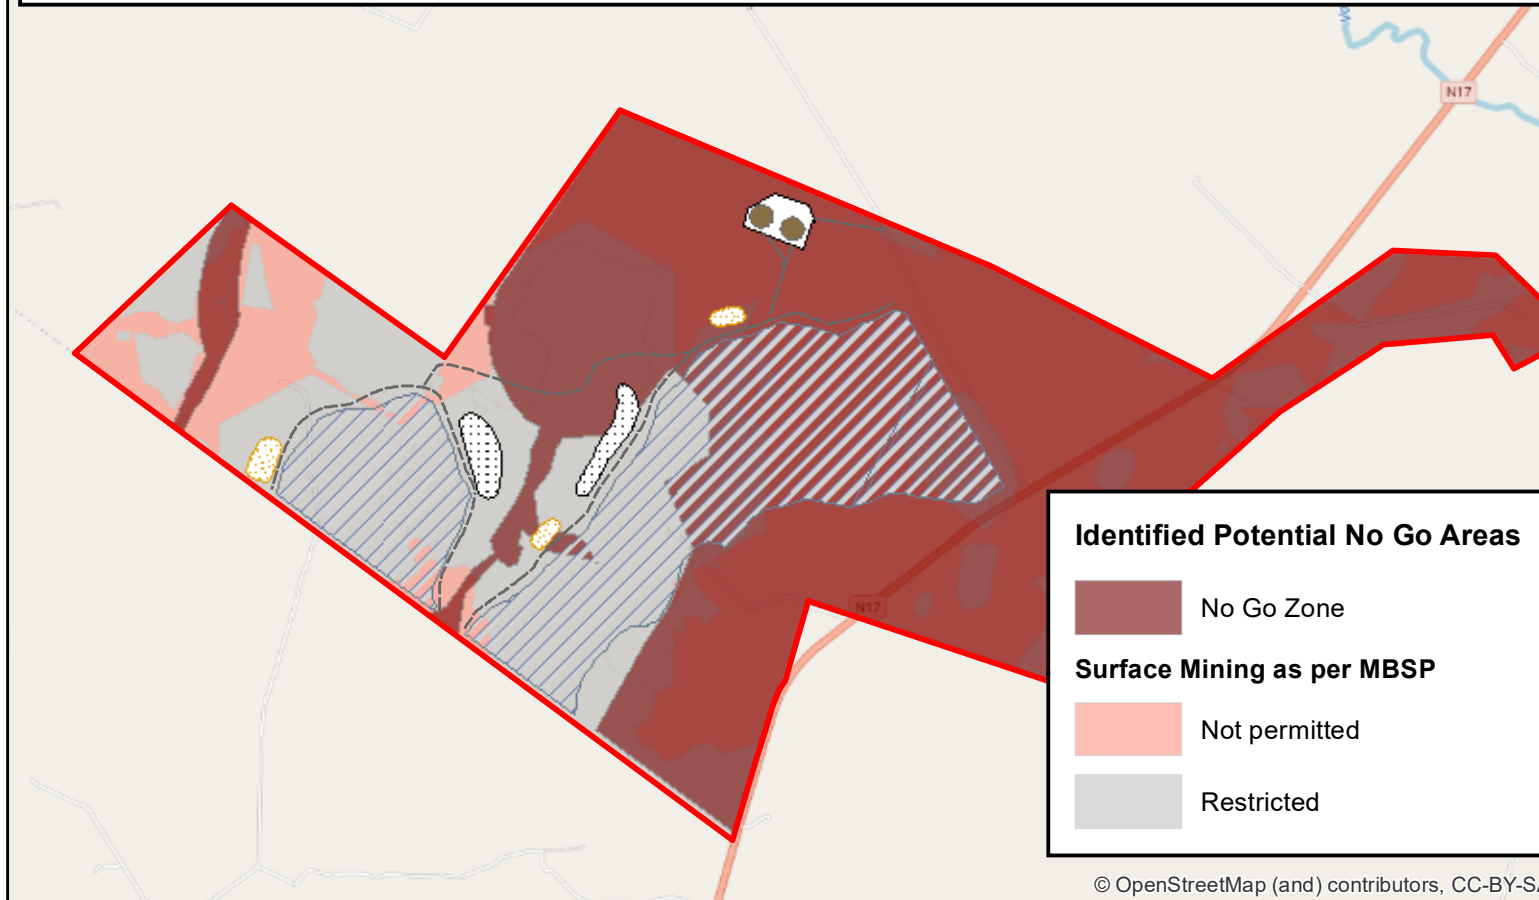 N17
N17
Identified Potential No Go Areas
No Go Zone
Surface Mining as per MBSP
Not permitted
Restricted
© OpenStreetMap (and) contributors, CC-BY-SA